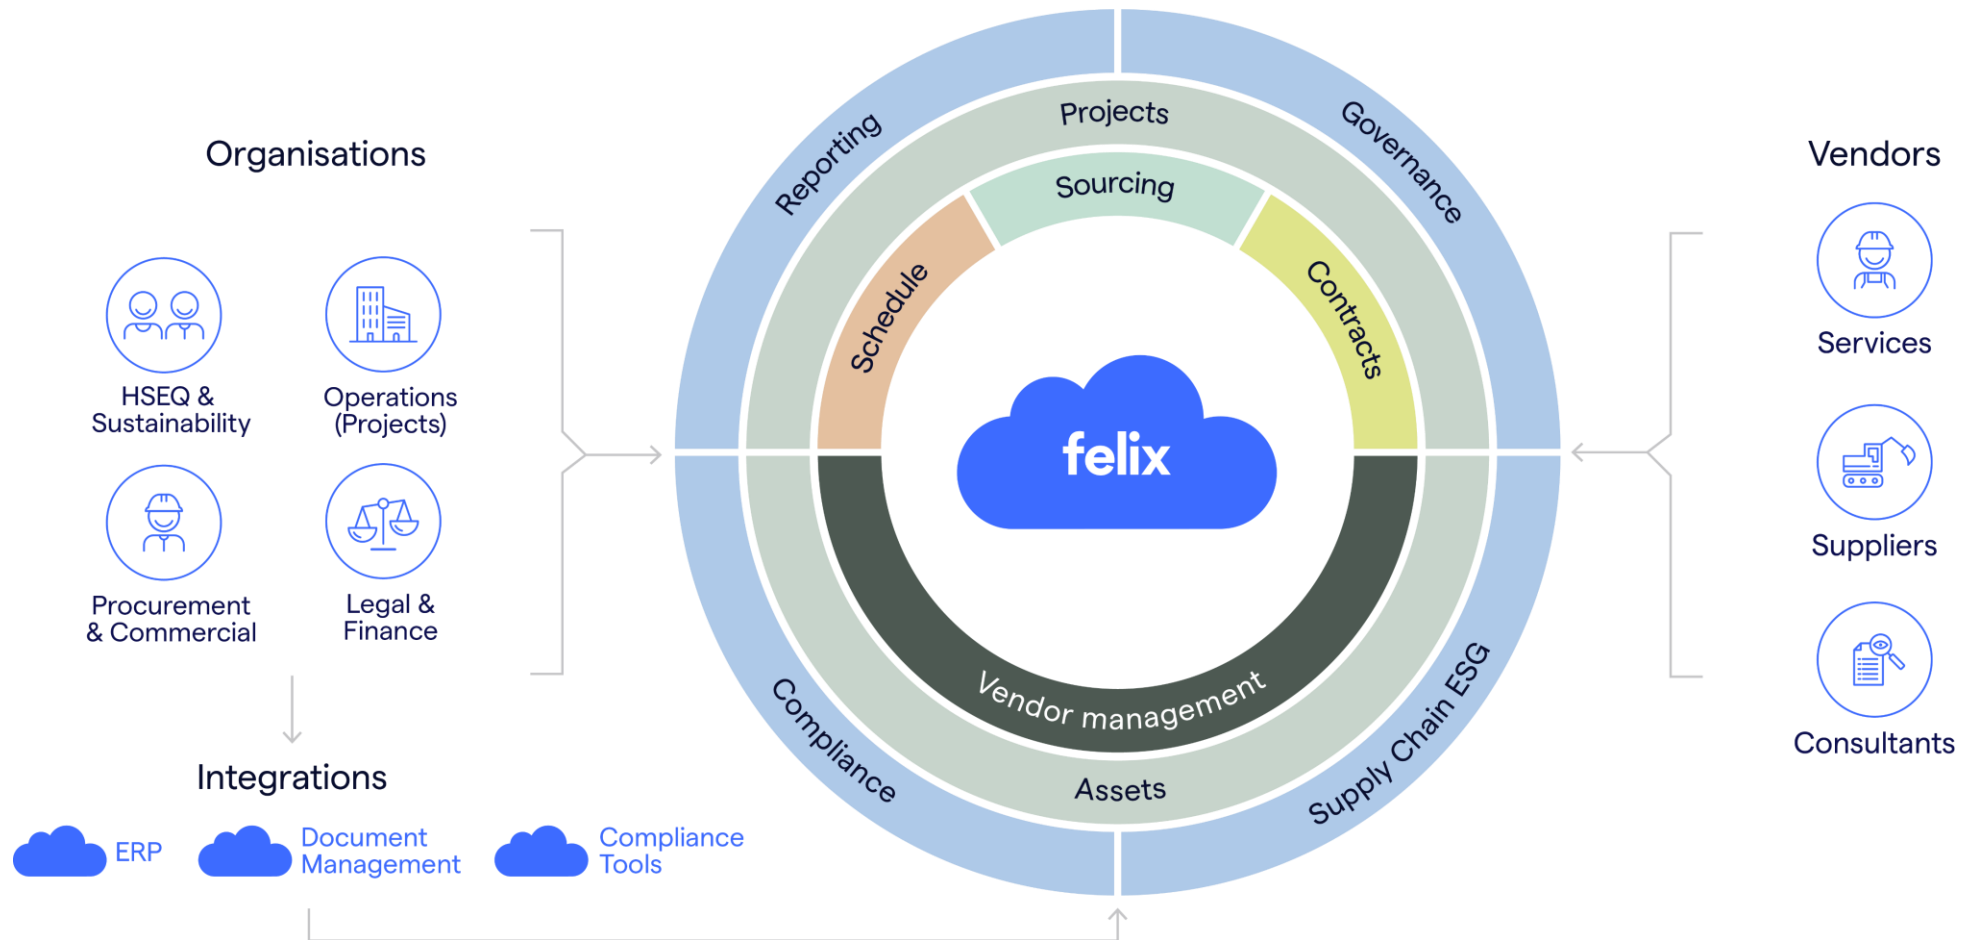 Organisations
HSEQ &
Sustainability
Operations
(Projects)
Procurement
& Commercial
Legal &
Finance
Integrations
ERP
Document
Management
Compliance
Tools
Reporting
Governance
Projects
Sourcing
Schedule
Contracts
felix
Vendor management
Assets
Compliance
Supply Chain ESG
Vendors
Services
Suppliers
Consultants